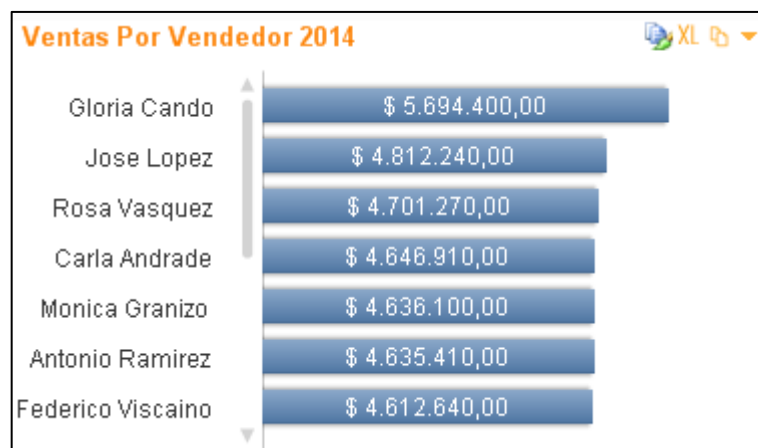 Ventas Por Vendedor 2014 XL
Gloria Cando $ 5.694.400,00
Jose Lopez $ 4.812.240,00
Rosa Vasquez $ 4.701.270,00
Carla Andrade $ 4.646.910,00
Monica Granizo $ 4.636.100,00
Antonio Ramirez $ 4.635.410,00
Federico Viscaino $ 4.612.640,00